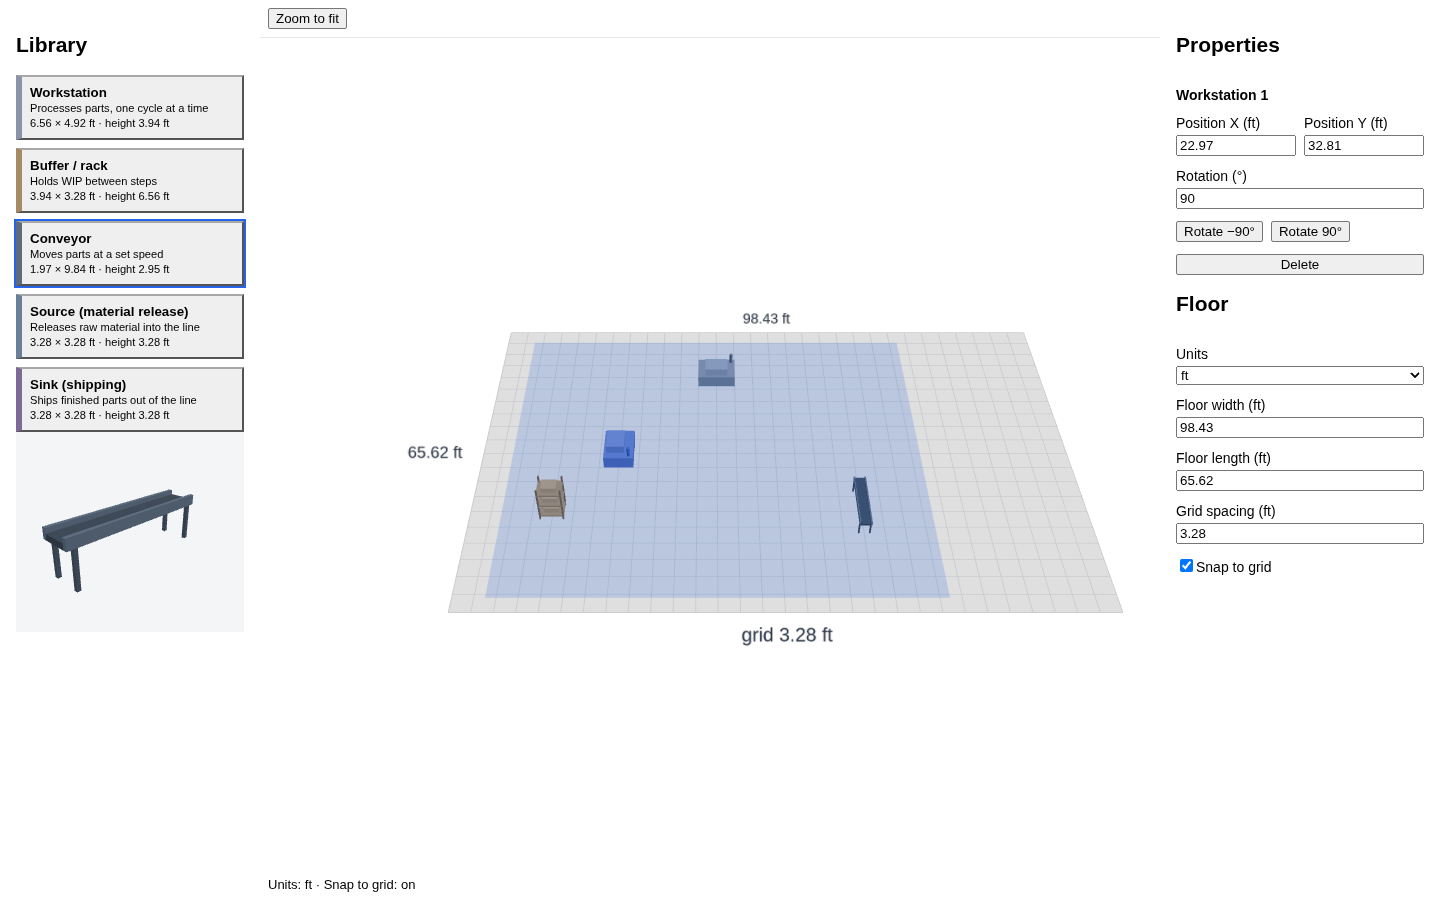 Zoom to fit
Library
Workstation
Processes parts, one cycle at a time
6.56 × 4.92 ft · height 3.94 ft
Buffer / rack
Holds WIP between steps
3.94 × 3.28 ft · height 6.56 ft
Conveyor
Moves parts at a set speed
1.97 × 9.84 ft · height 2.95 ft
Source (material release)
Releases raw material into the line
3.28 × 3.28 ft · height 3.28 ft
Sink (shipping)
Ships finished parts out of the line
3.28 × 3.28 ft · height 3.28 ft
98.43 ft
65.62 ft
grid 3.28 ft
Units: ft · Snap to grid: on
Properties
Workstation 1
Position X (ft) Position Y (ft)
22.97 32.81
Rotation (°)
90
Rotate −90° Rotate 90°
Delete
Floor
Units
ft
Floor width (ft)
98.43
Floor length (ft)
65.62
Grid spacing (ft)
3.28
Snap to grid